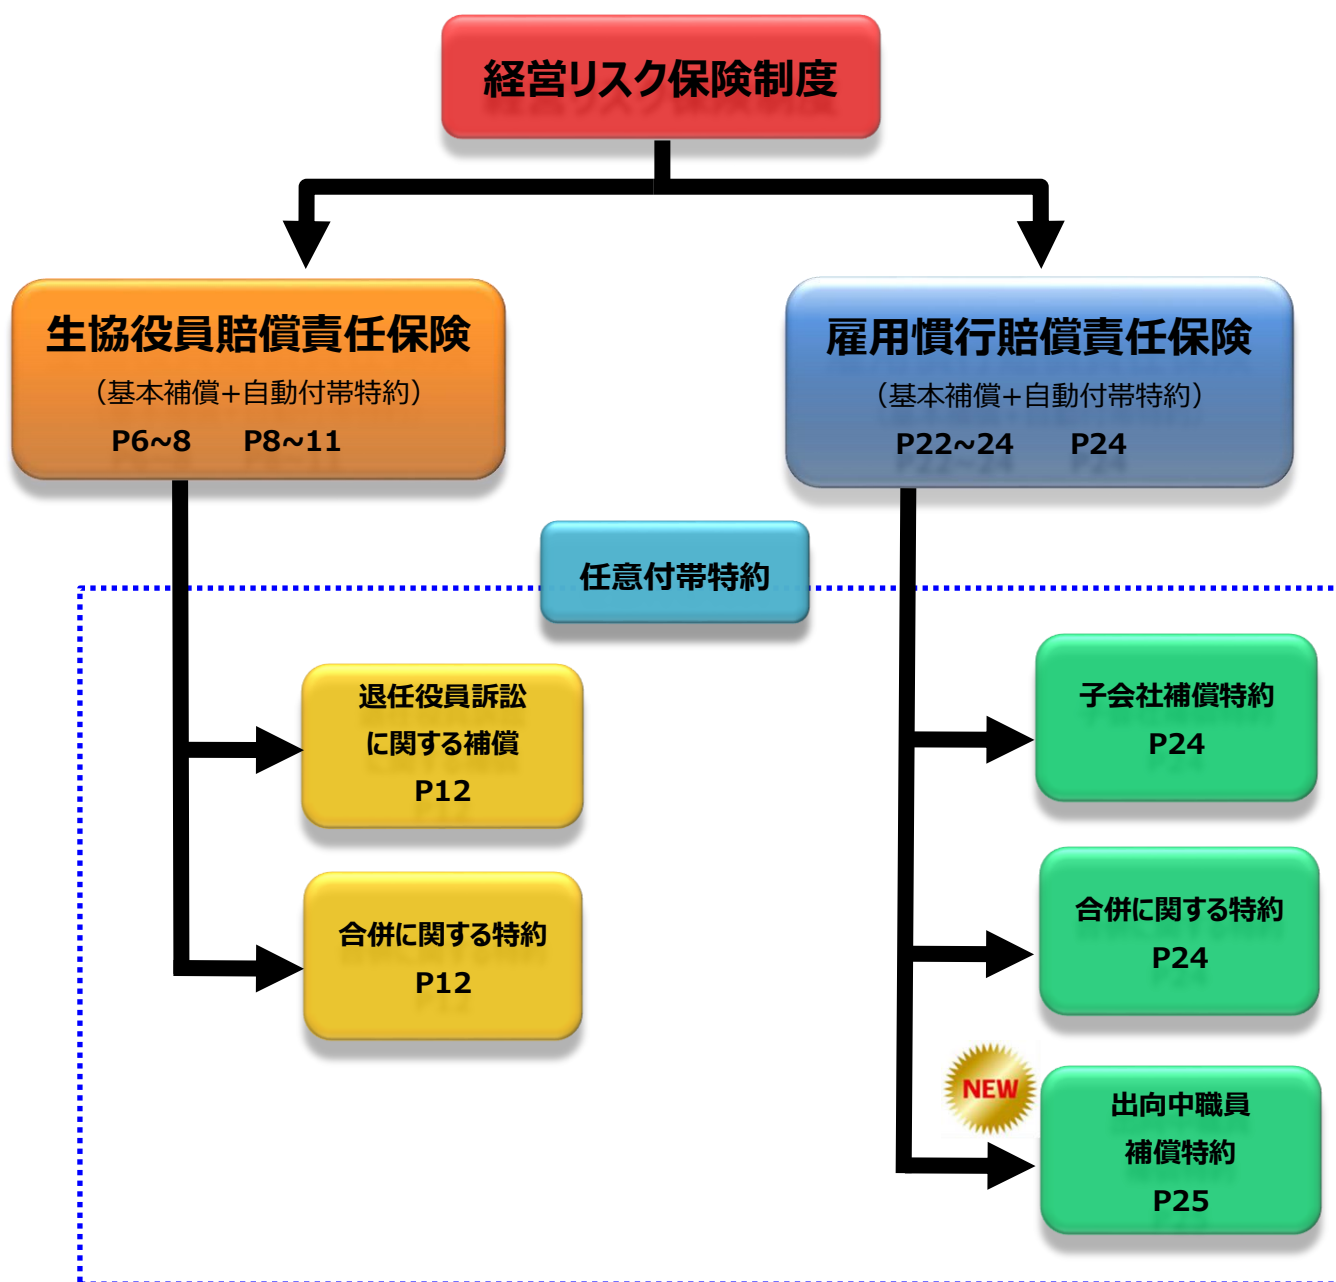 経営リスク保険制度
生協役員賠償責任保険
（基本補償+自動付帯特約）
P6~8 P8~11
雇用慣行賠償責任保険
（基本補償+自動付帯特約）
P22~24 P24
任意付帯特約
退任役員訴訟
に関する補償
P12
合併に関する特約
P12
子会社補償特約
P24
合併に関する特約
P24
NEW
出向中職員
補償特約
P25